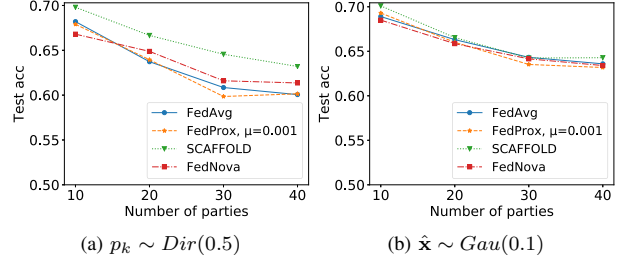 0.70
0.65
0.60
0.55
0.50
Test acc
10 20 30 40
Number of parties
FedAvg
FedProx, μ=0.001
SCAFFOLD
FedNova
(a) p_k ∼ Dir(0.5)
0.70
0.65
0.60
0.55
0.50
Test acc
10 20 30 40
Number of parties
FedAvg
FedProx, μ=0.001
SCAFFOLD
FedNova
(b) x̂ ∼ Gau(0.1)